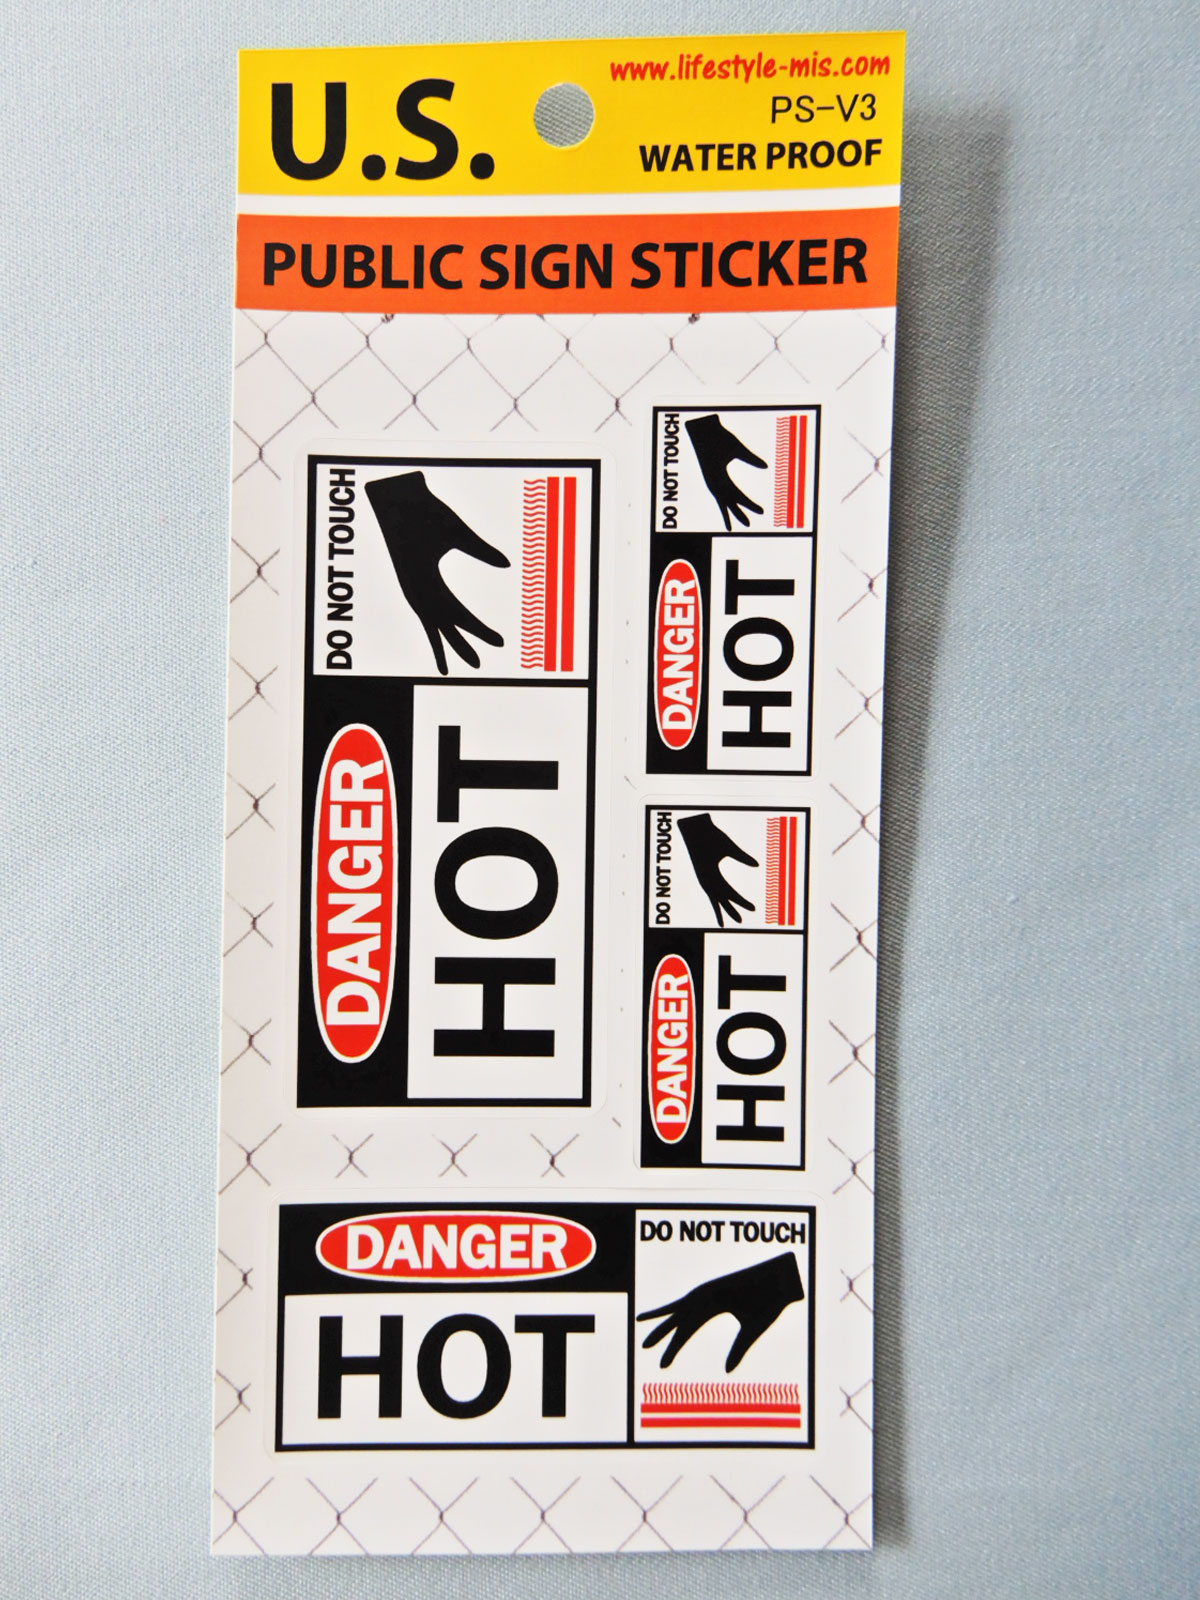 U.S.
www.lifestyle-mis.com
PS-V3
WATER PROOF
PUBLIC SIGN STICKER
DO NOT TOUCH
DANGER
HOT
DO NOT TOUCH
DANGER
HOT
DO NOT TOUCH
DANGER
HOT
DANGER
HOT
DO NOT TOUCH